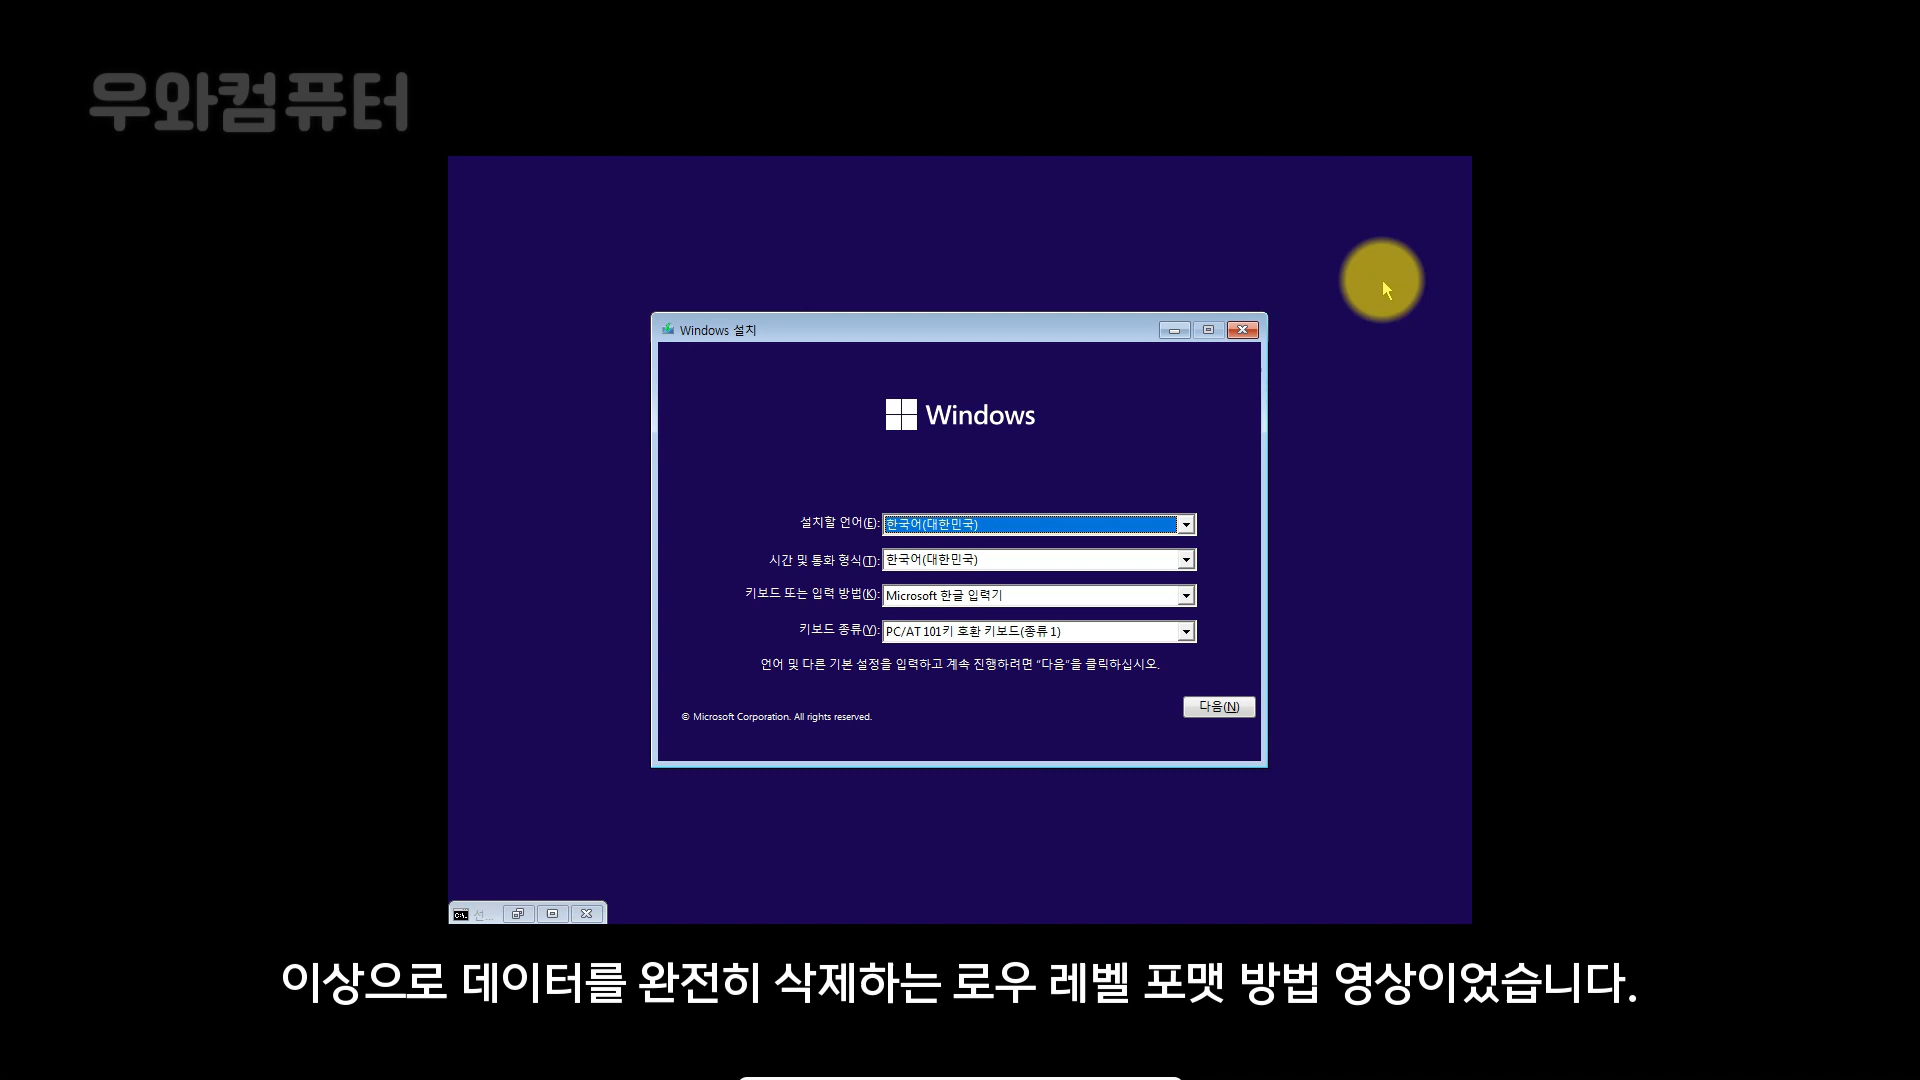 우와컴퓨터
Windows 설치
Windows
설치할 언어(E): 한국어(대한민국)
시간 및 통화 형식(T): 한국어(대한민국)
키보드 또는 입력 방법(K): Microsoft 한글 입력기
키보드 종류(Y): PC/AT 101키 호환 키보드(종류 1)
언어 및 다른 기본 설정을 입력하고 계속 진행하려면 "다음"을 클릭하십시오.
다음(N)
© Microsoft Corporation. All rights reserved.
C:\. 선...
이상으로 데이터를 완전히 삭제하는 로우 레벨 포맷 방법 영상이었습니다.